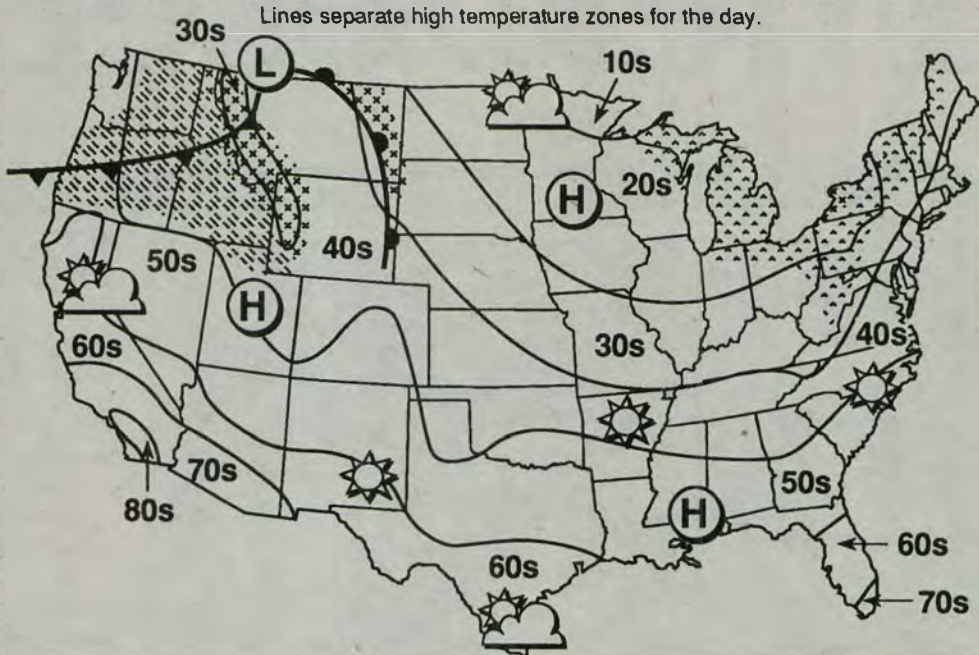 Lines separate high temperature zones for the day.
30s
L
10s
20s
H
40s
50s
H
60s
30s
40s
70s
80s
50s
H
60s
60s
70s